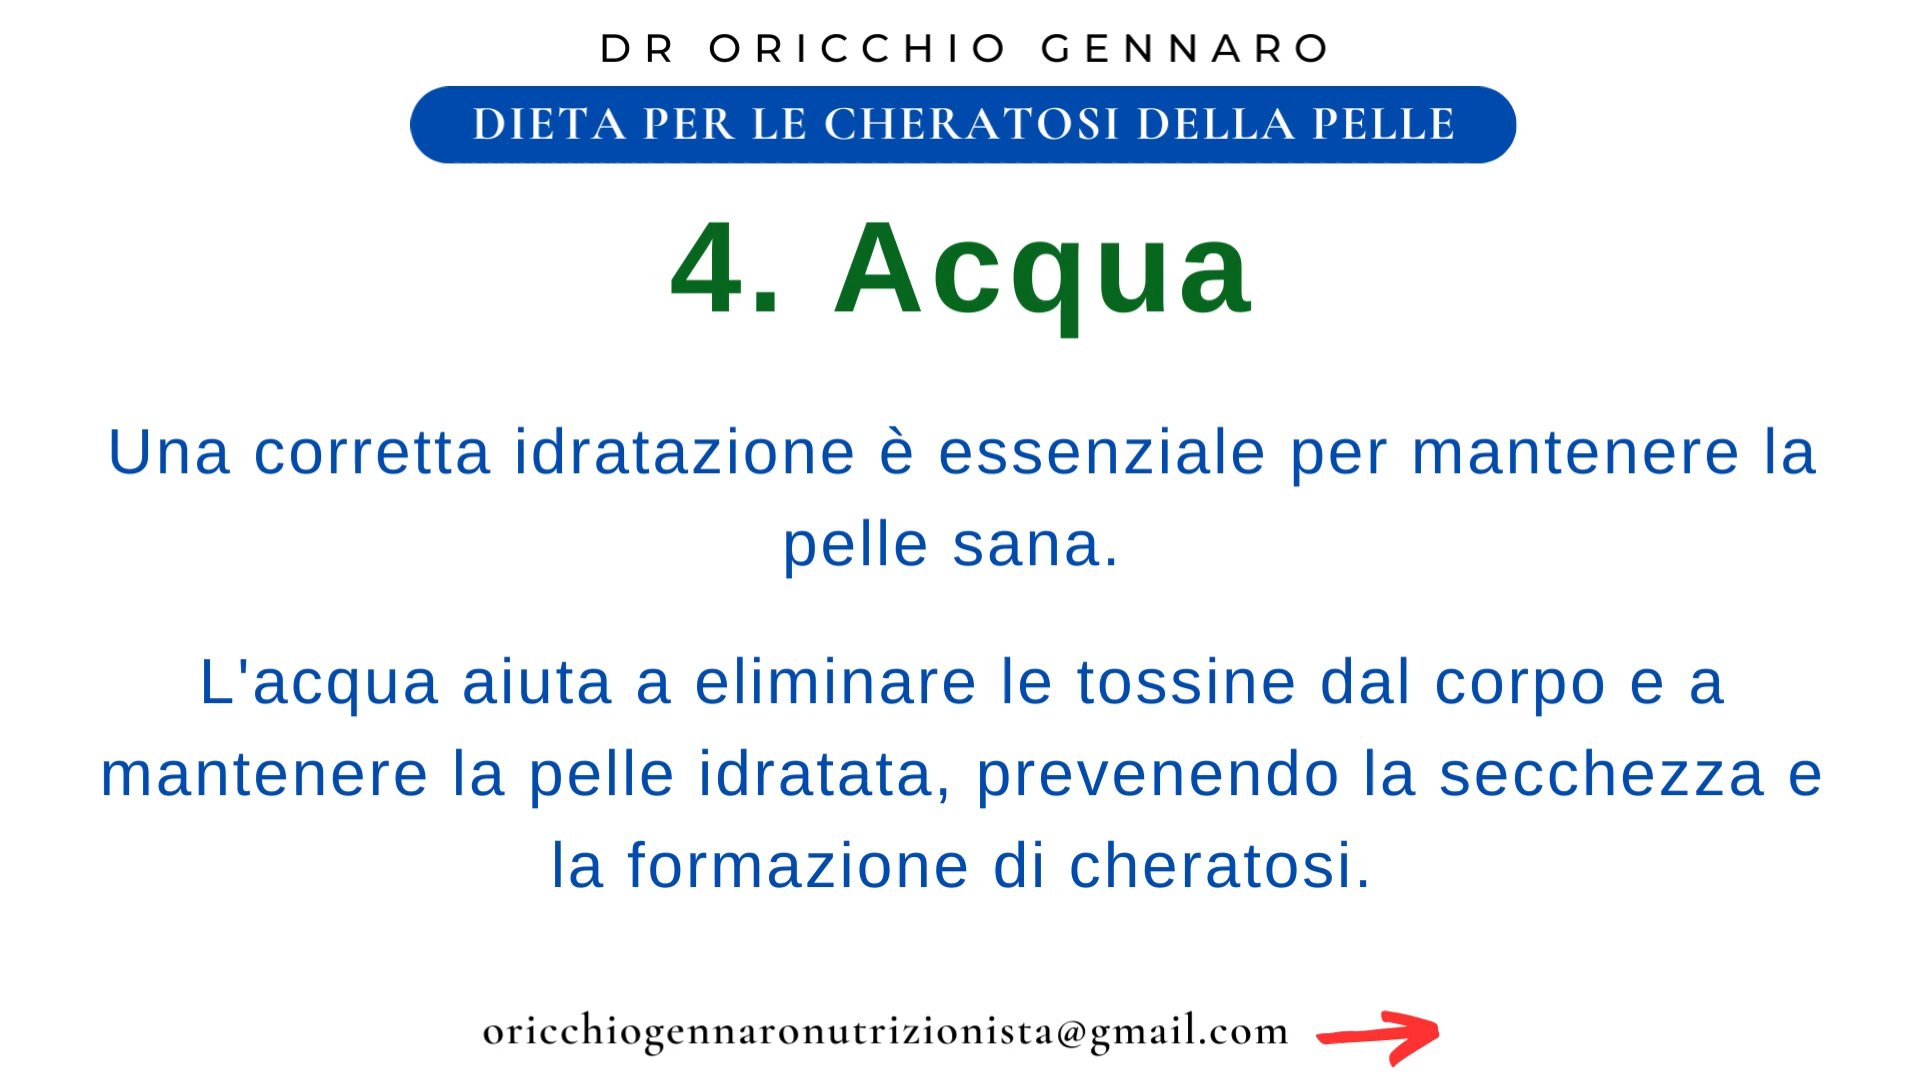 DR ORICCHIO GENNARO
DIETA PER LE CHERATOSI DELLA PELLE
4. Acqua
Una corretta idratazione è essenziale per mantenere la
pelle sana.
L'acqua aiuta a eliminare le tossine dal corpo e a
mantenere la pelle idratata, prevenendo la secchezza e
la formazione di cheratosi.
oricchiogennaronutrizionista@gmail.com